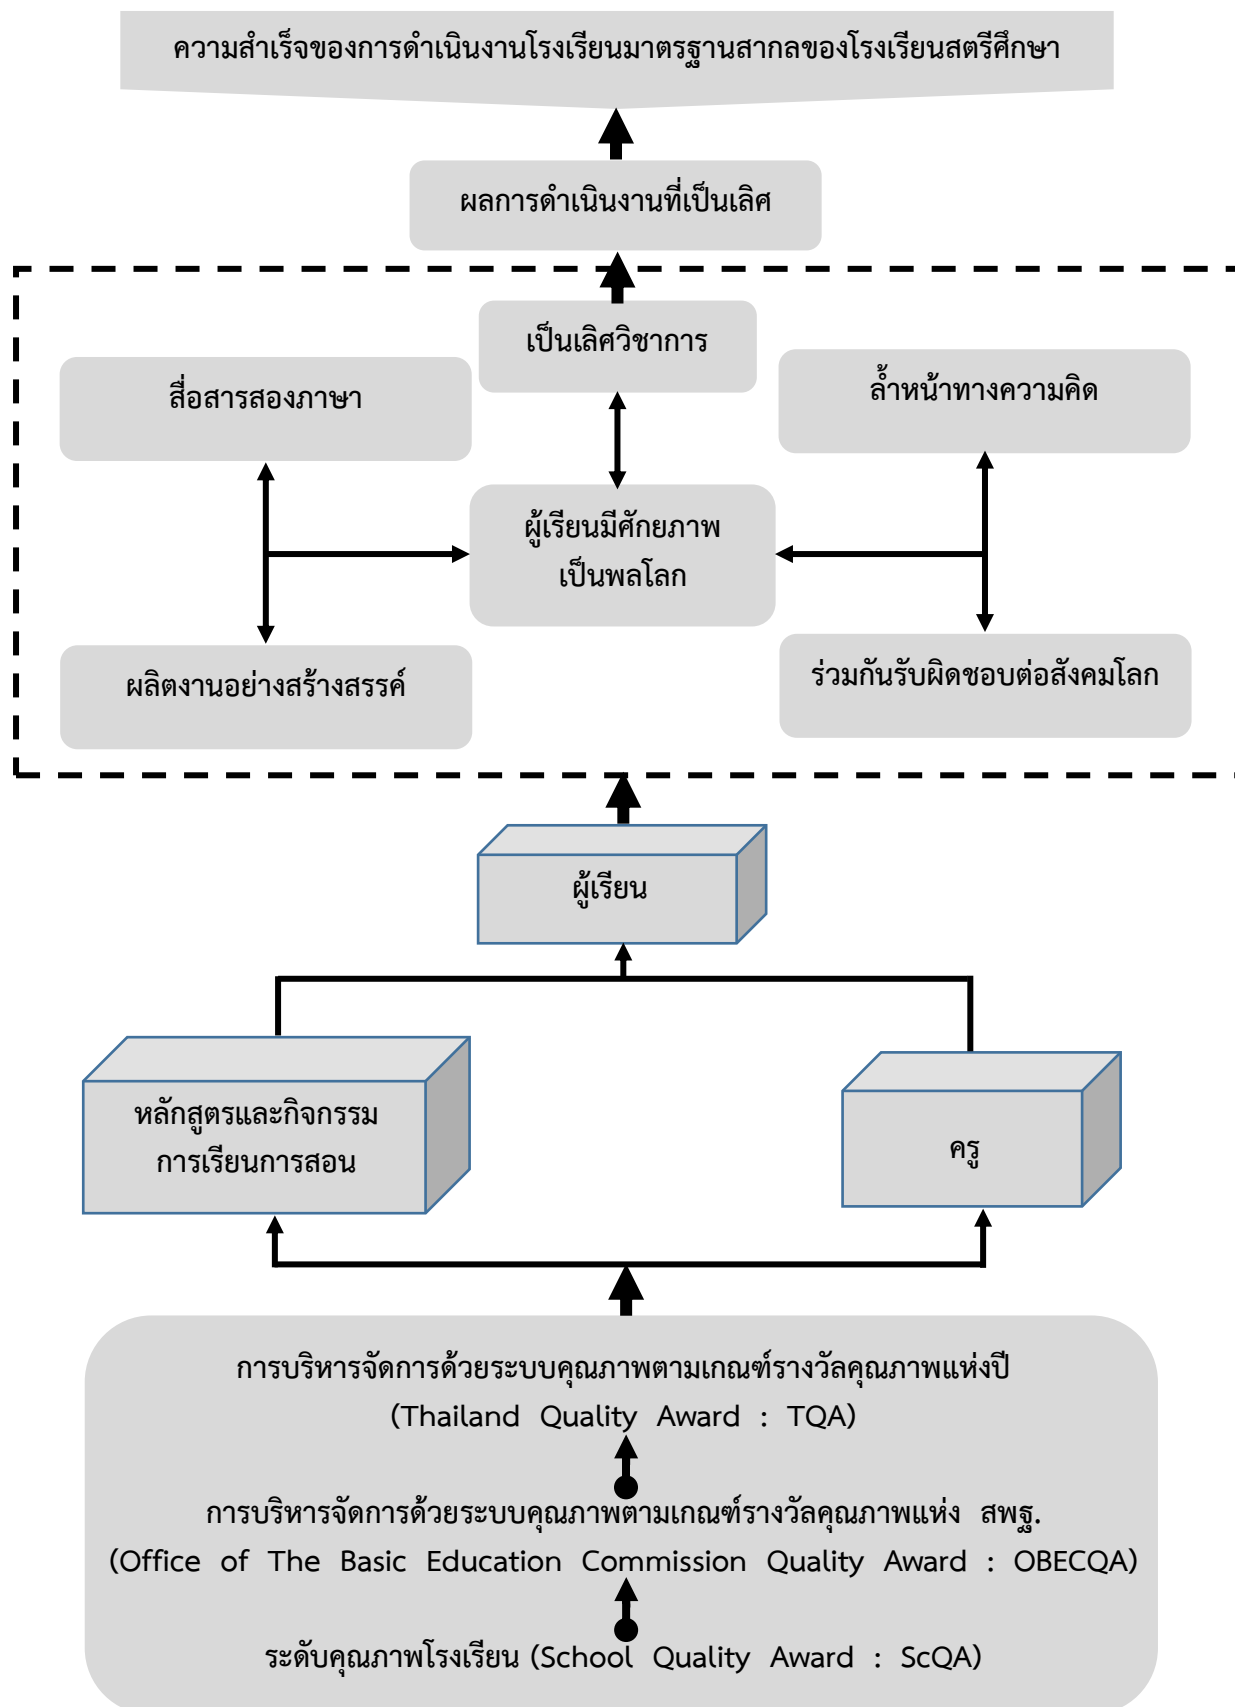 ความสำเร็จของการดำเนินงานโรงเรียนมาตรฐานสากลของโรงเรียนสตรีศึกษา
ผลการดำเนินงานที่เป็นเลิศ
เป็นเลิศวิชาการ
สื่อสารสองภาษา
ล้ำหน้าทางความคิด
ผู้เรียนมีศักยภาพ
เป็นพลโลก
ผลิตงานอย่างสร้างสรรค์
ร่วมกันรับผิดชอบต่อสังคมโลก
ผู้เรียน
หลักสูตรและกิจกรรม
การเรียนการสอน
ครู
การบริหารจัดการด้วยระบบคุณภาพตามเกณฑ์รางวัลคุณภาพแห่งปี
(Thailand Quality Award : TQA)
การบริหารจัดการด้วยระบบคุณภาพตามเกณฑ์รางวัลคุณภาพแห่ง สพฐ.
(Office of The Basic Education Commission Quality Award : OBECQA)
ระดับคุณภาพโรงเรียน (School Quality Award : ScQA)